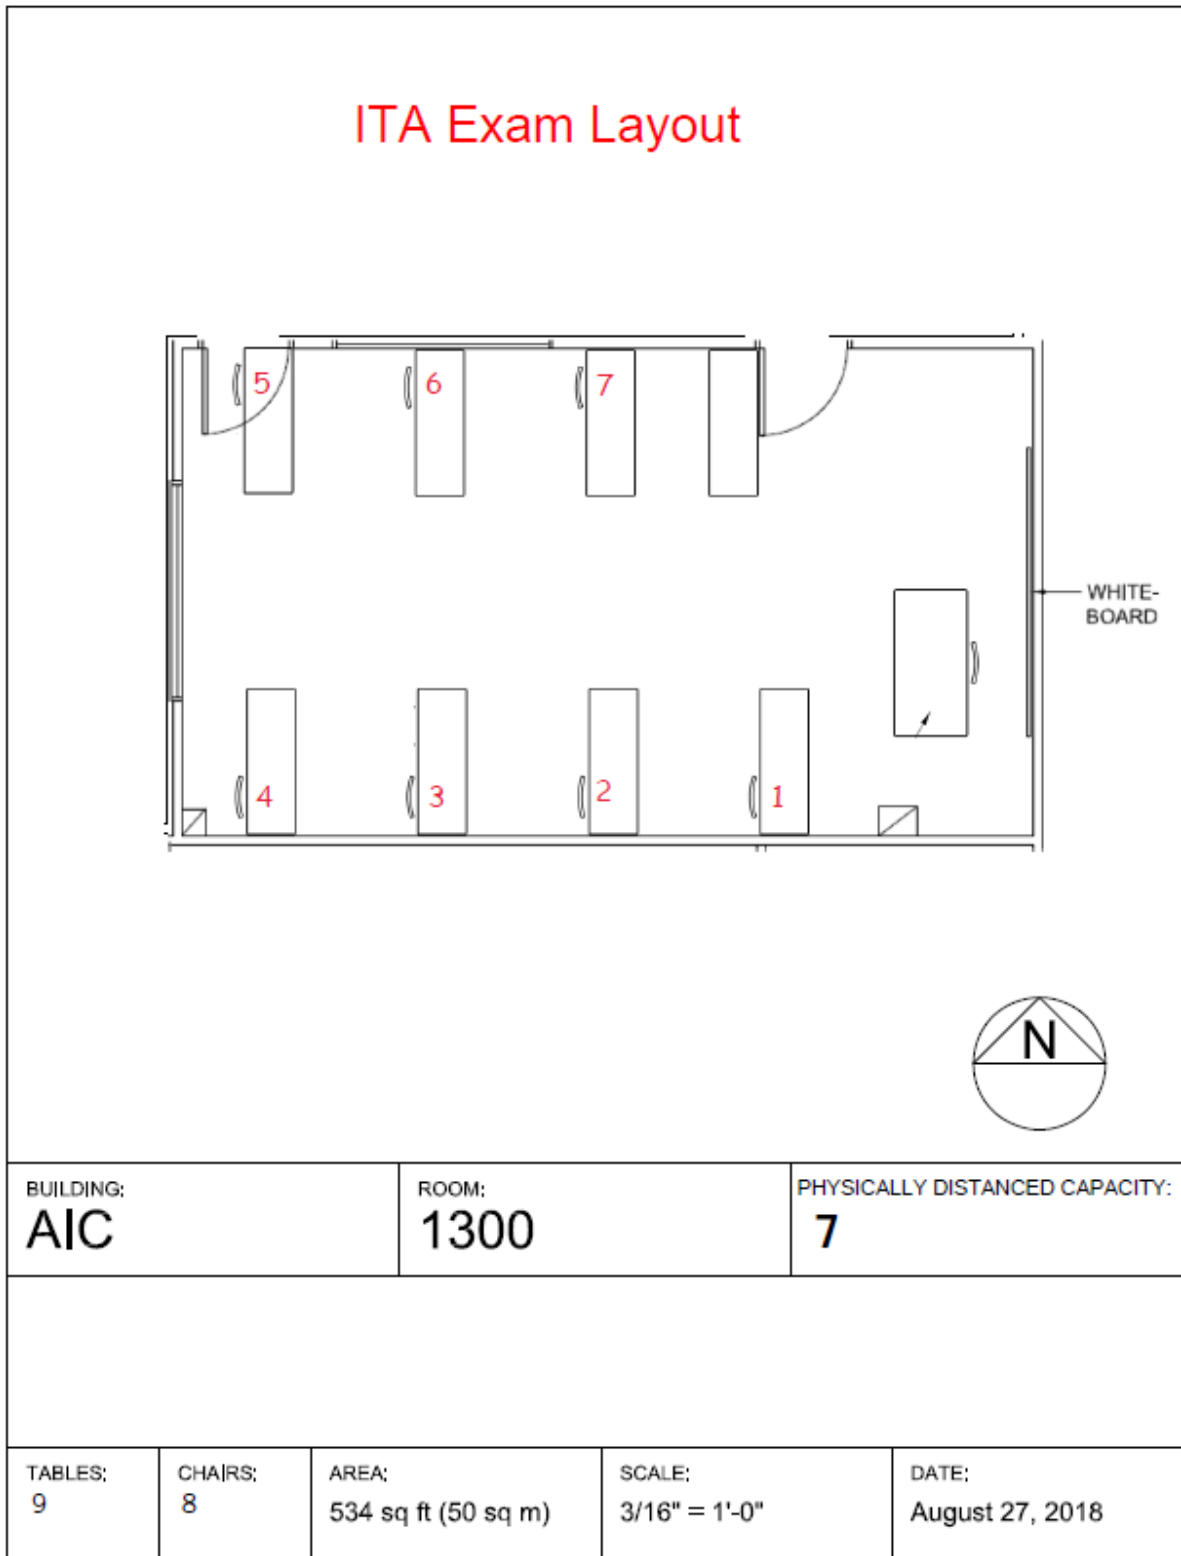 ITA Exam Layout
5
6
7
WHITE-
BOARD
4
3
2
1
N
BUILDING:
AIC
ROOM:
1300
PHYSICALLY DISTANCED CAPACITY:
7
TABLES:
9
CHAIRS:
8
AREA:
534 sq ft (50 sq m)
SCALE:
3/16" = 1'-0"
DATE:
August 27, 2018